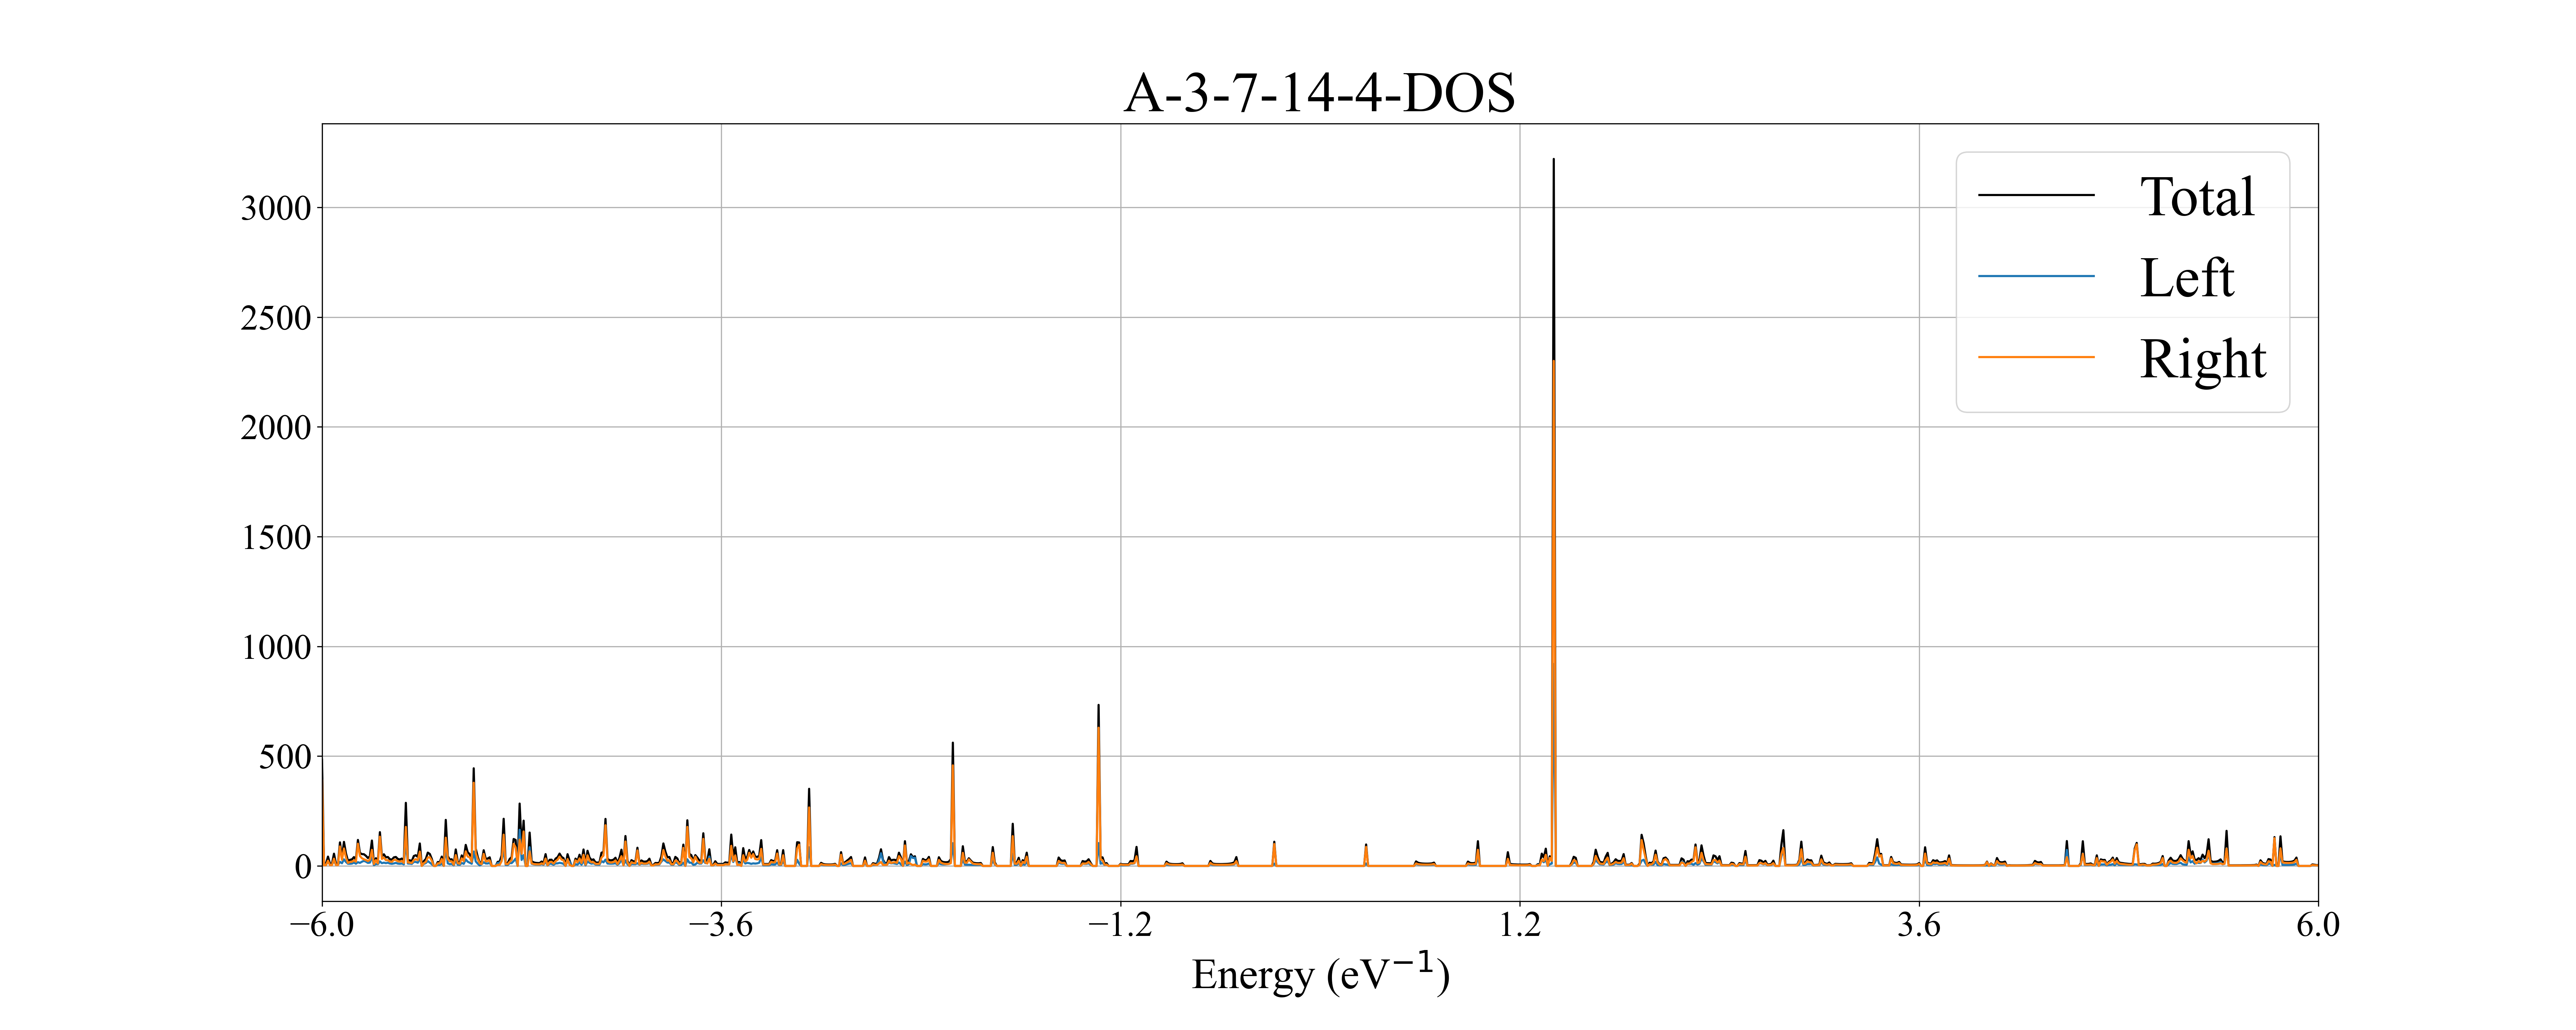 A-3-7-14-4-DOS
Total
Left
Right
3000
2500
2000
1500
1000
500
0
−6.0 −3.6 −1.2 1.2 3.6 6.0
Energy (eV⁻¹)